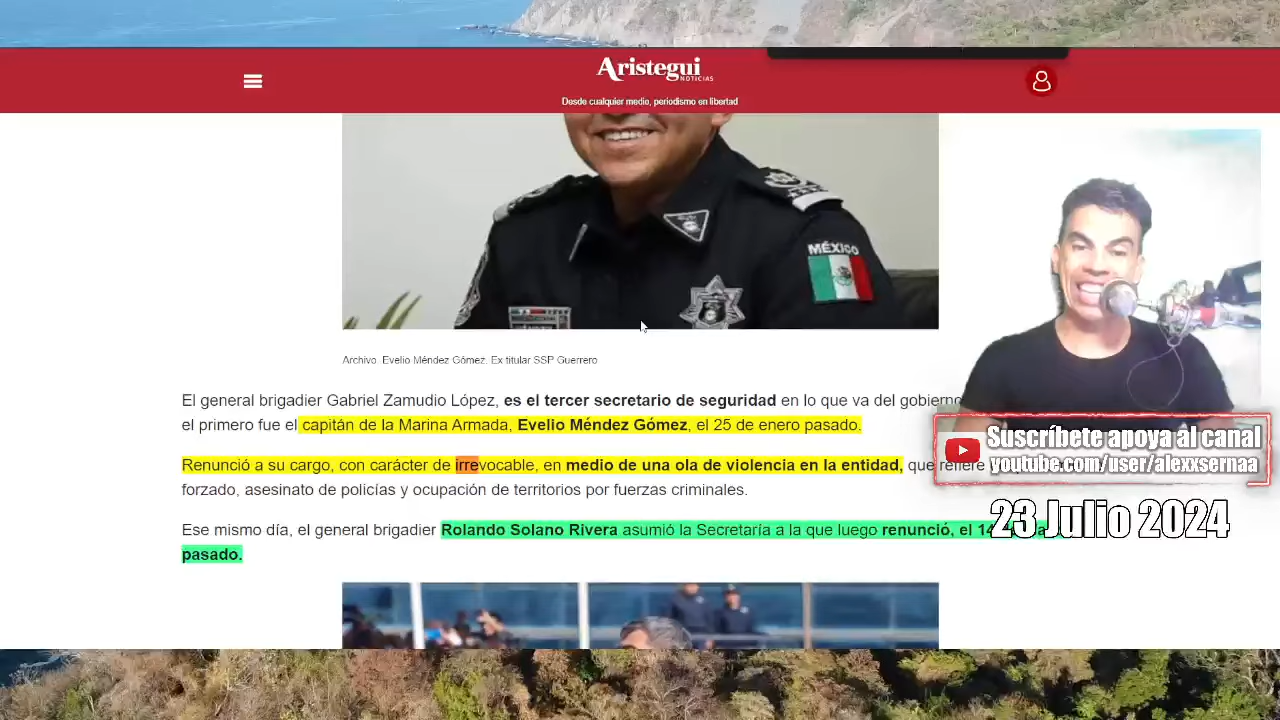 Aristegui
NOTICIAS
Desde cualquier medio, periodismo en libertad
MÉXICO
Archivo Evelio Méndez Gómez. Ex titular SSP Guerrero
El general brigadier Gabriel Zamudio López, es el tercer secretario de seguridad en lo que va del gobierno
el primero fue el capitán de la Marina Armada, Evelio Méndez Gómez, el 25 de enero pasado.
Renunció a su cargo, con carácter de irrevocable, en medio de una ola de violencia en la entidad, que refiere
forzado, asesinato de policías y ocupación de territorios por fuerzas criminales.
Ese mismo día, el general brigadier Rolando Solano Rivera asumió la Secretaría a la que luego renunció, el 14
pasado.
Suscríbete apoya al canal
youtube.com/user/alexxsernaa
23 Julio 2024